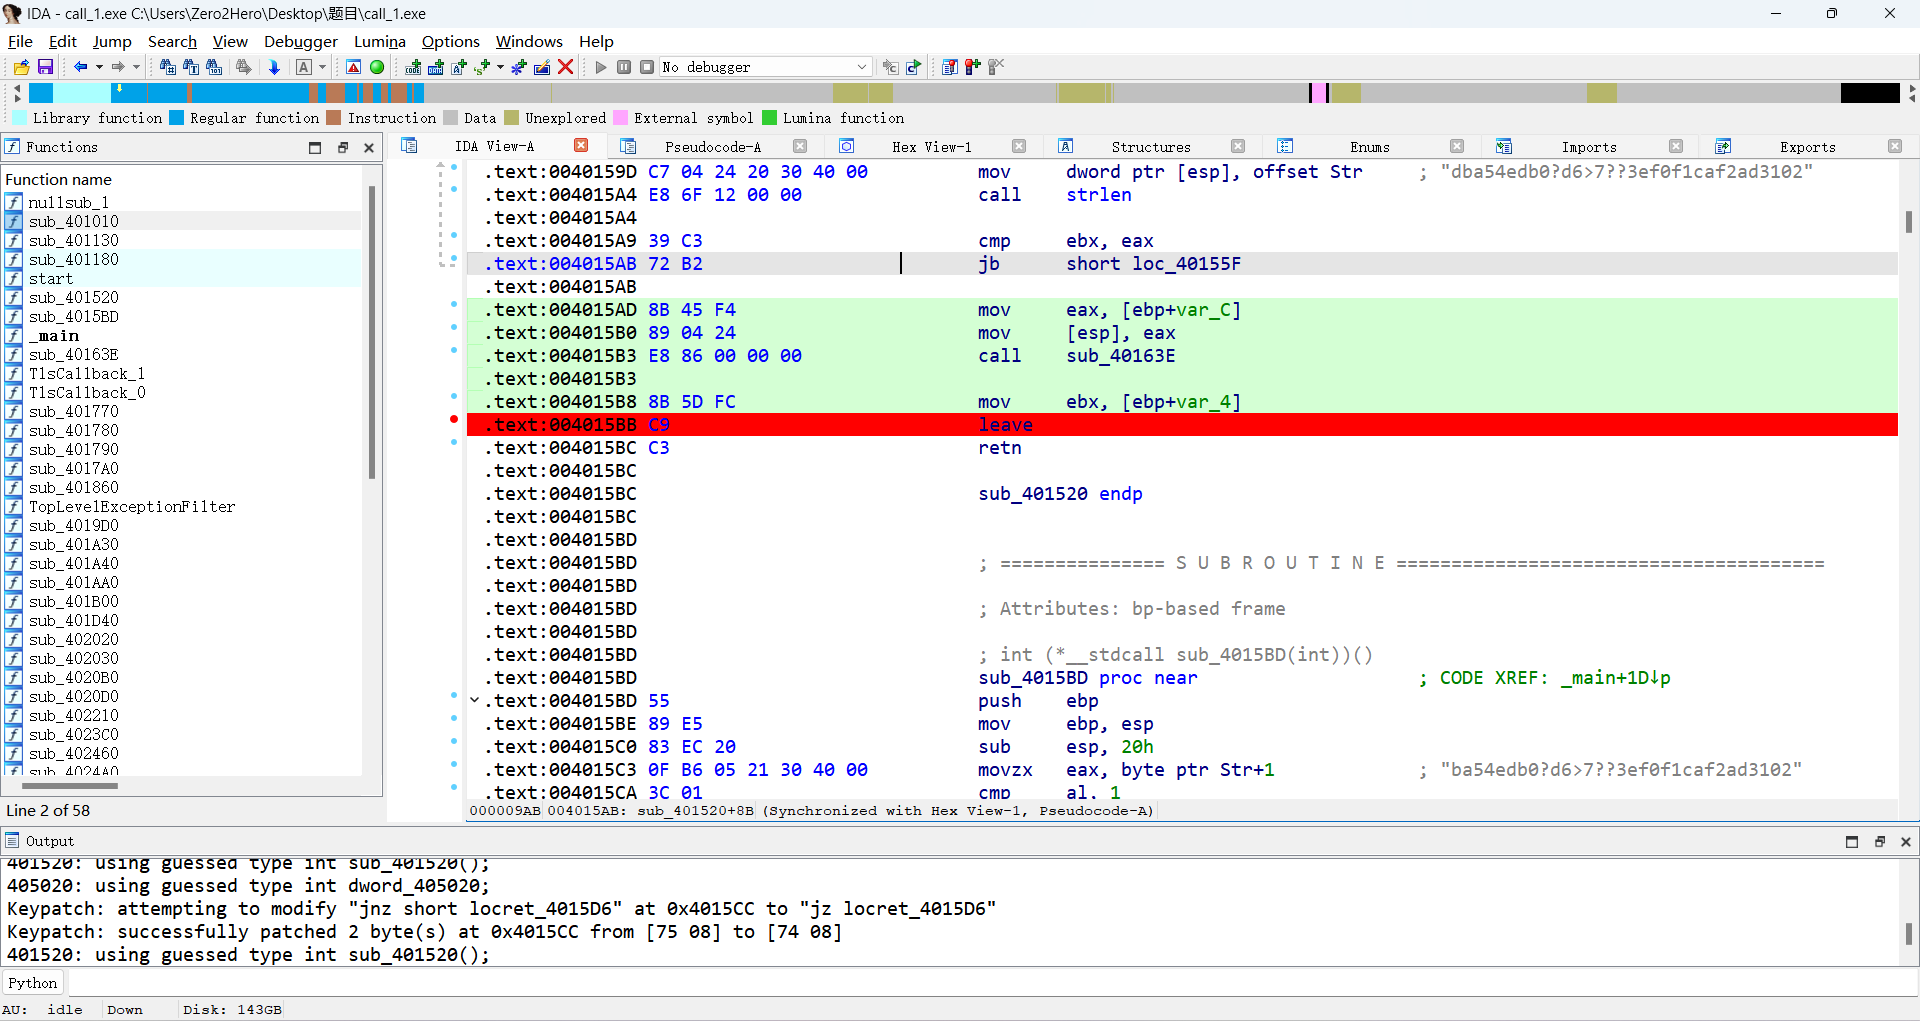 IDA - call_1.exe C:\Users\Zero2Hero\Desktop\题目\call_1.exe
File Edit Jump Search View Debugger Lumina Options Windows Help
No debugger
Library function Regular function Instruction Data Unexplored External symbol Lumina function
Functions
IDA View-A Pseudocode-A Hex View-1 Structures Enums Imports Exports
Function name
nullsub_1
sub_401010
sub_401130
sub_401180
start
sub_401520
sub_4015BD
_main
sub_40163E
TlsCallback_1
TlsCallback_0
sub_401770
sub_401780
sub_401790
sub_4017A0
sub_401860
TopLevelExceptionFilter
sub_4019D0
sub_401A30
sub_401A40
sub_401AA0
sub_401B00
sub_401D40
sub_402020
sub_402030
sub_4020B0
sub_4020D0
sub_402210
sub_4023C0
sub_402460
sub_4024A0
Line 2 of 58
.text:0040159D C7 04 24 20 30 40 00 mov dword ptr [esp], offset Str ; "dba54edb0?d6>7??3ef0f1caf2ad3102"
.text:004015A4 E8 6F 12 00 00 call strlen
.text:004015A4
.text:004015A9 39 C3 cmp ebx, eax
.text:004015AB 72 B2 jb short loc_40155F
.text:004015AB
.text:004015AD 8B 45 F4 mov eax, [ebp+var_C]
.text:004015B0 89 04 24 mov [esp], eax
.text:004015B3 E8 86 00 00 00 call sub_40163E
.text:004015B3
.text:004015B8 8B 5D FC mov ebx, [ebp+var_4]
.text:004015BB C9 leave
.text:004015BC C3 retn
.text:004015BC
.text:004015BC sub_401520 endp
.text:004015BC
.text:004015BD
.text:004015BD ; =============== S U B R O U T I N E =======================================
.text:004015BD
.text:004015BD ; Attributes: bp-based frame
.text:004015BD
.text:004015BD ; int (*__stdcall sub_4015BD(int))()
.text:004015BD sub_4015BD proc near ; CODE XREF: _main+1D↓p
.text:004015BD 55 push ebp
.text:004015BE 89 E5 mov ebp, esp
.text:004015C0 83 EC 20 sub esp, 20h
.text:004015C3 0F B6 05 21 30 40 00 movzx eax, byte ptr Str+1 ; "ba54edb0?d6>7??3ef0f1caf2ad3102"
.text:004015CA 3C 01 cmp al, 1
000009AB 004015AB: sub_401520+8B (Synchronized with Hex View-1, Pseudocode-A)
Output
401520: using guessed type int sub_401520();
405020: using guessed type int dword_405020;
Keypatch: attempting to modify "jnz short locret_4015D6" at 0x4015CC to "jz locret_4015D6"
Keypatch: successfully patched 2 byte(s) at 0x4015CC from [75 08] to [74 08]
401520: using guessed type int sub_401520();
Python
AU: idle Down Disk: 143GB